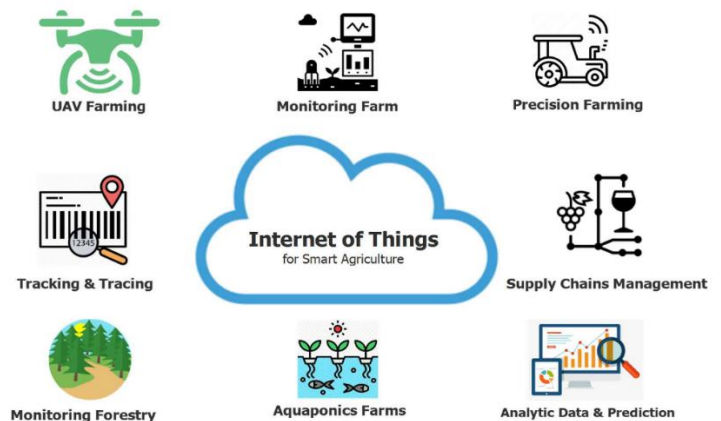 UAV Farming
Monitoring Farm
Precision Farming
Internet of Things
for Smart Agriculture
12345
Tracking & Tracing
Supply Chains Management
Monitoring Forestry
Aquaponics Farms
Analytic Data & Prediction